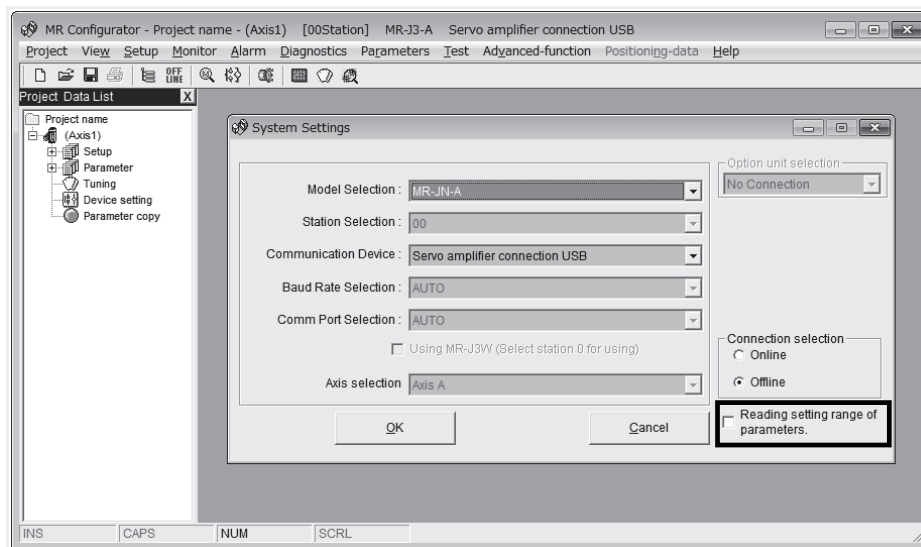 MR Configurator - Project name - (Axis1) [00Station] MR-J3-A Servo amplifier connection USB
Project View Setup Monitor Alarm Diagnostics Parameters Test Advanced-function Positioning-data Help
OFF
LINE
Project Data List X
Project name
(Axis1)
Setup
Parameter
Tuning
Device setting
Parameter copy
System Settings
Model Selection : MR-JN-A
Station Selection : 00
Communication Device : Servo amplifier connection USB
Baud Rate Selection : AUTO
Comm Port Selection : AUTO
Using MR-J3W (Select station 0 for using)
Axis selection Axis A
OK Cancel
Option unit selection
No Connection
Connection selection
Online
Offline
Reading setting range of
parameters.
INS CAPS NUM SCRL